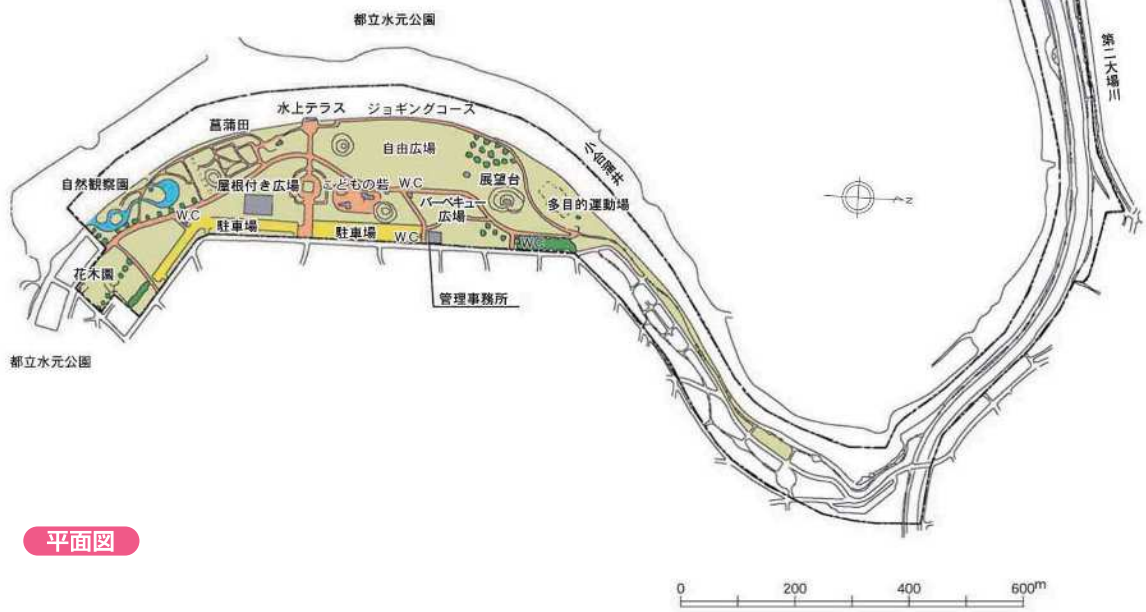 都立水元公園
第二大場川
水上テラス
ジョギングコース
菖蒲田
自由広場
小合溜井
自然観察園
屋根付き広場
こどもの砦
WC
展望台
バーベキュー
広場
多目的運動場
WC
駐車場
駐車場
WC
WC
花木園
管理事務所
都立水元公園
N
平面図
0 200 400 600m